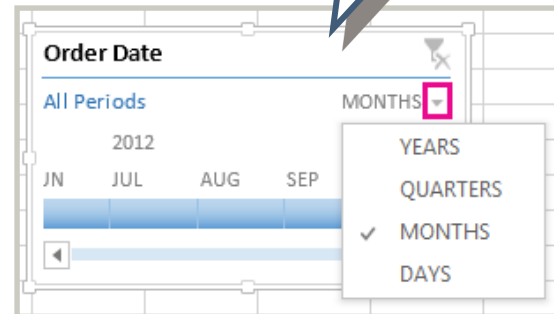 Order Date
All Periods MONTHS
2012
JN JUL AUG SEP
YEARS
QUARTERS
MONTHS
DAYS